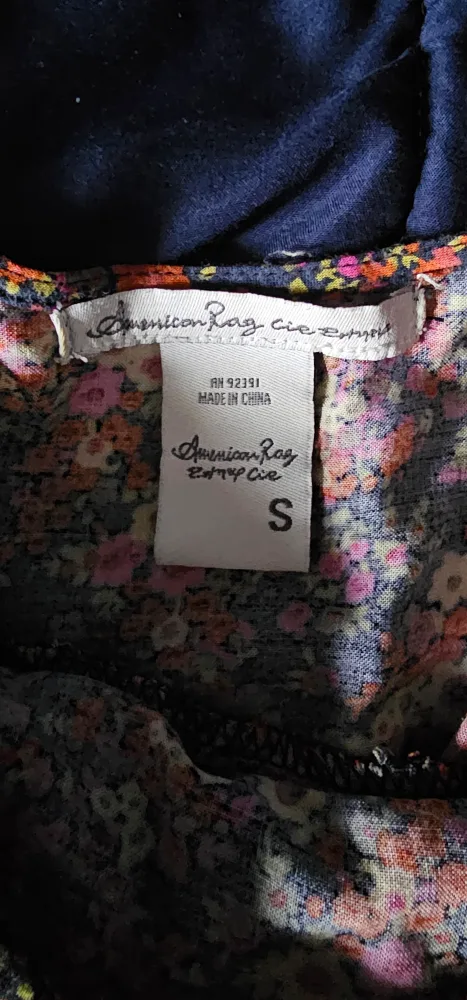 American Rag Cie
RN 92391
MADE IN CHINA
American Rag
Cie
S